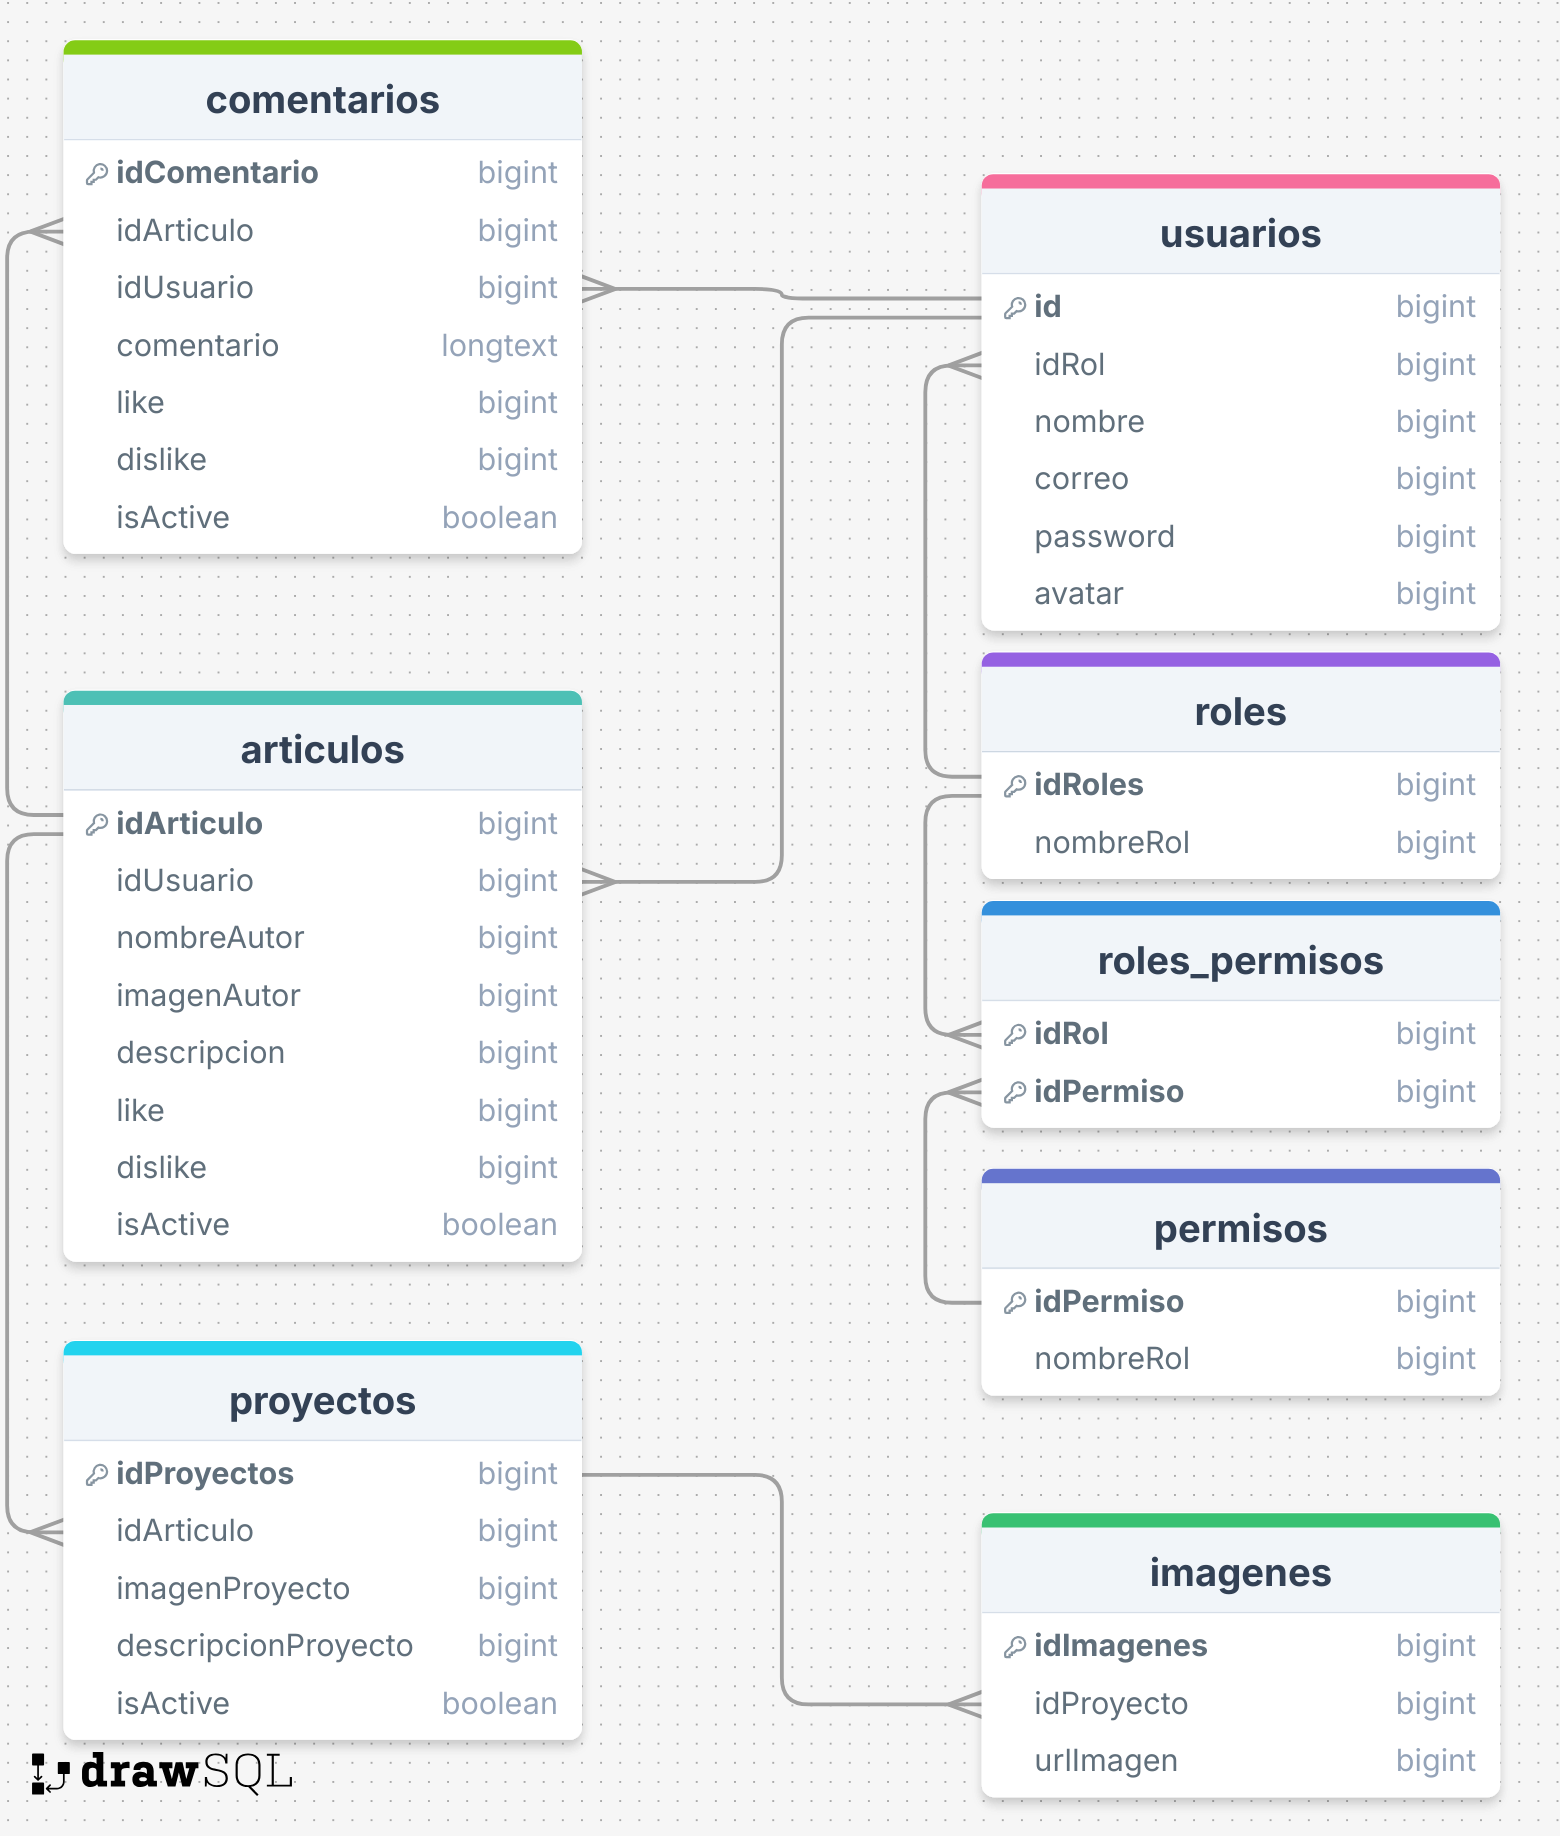 comentarios
idComentario bigint
idArticulo bigint
idUsuario bigint
comentario longtext
like bigint
dislike bigint
isActive boolean
usuarios
id bigint
idRol bigint
nombre bigint
correo bigint
password bigint
avatar bigint
articulos
idArticulo bigint
idUsuario bigint
nombreAutor bigint
imagenAutor bigint
descripcion bigint
like bigint
dislike bigint
isActive boolean
roles
idRoles bigint
nombreRol bigint
roles_permisos
idRol bigint
idPermiso bigint
permisos
idPermiso bigint
nombreRol bigint
proyectos
idProyectos bigint
idArticulo bigint
imagenProyecto bigint
descripcionProyecto bigint
isActive boolean
imagenes
idImagenes bigint
idProyecto bigint
urlImagen bigint
drawSQL